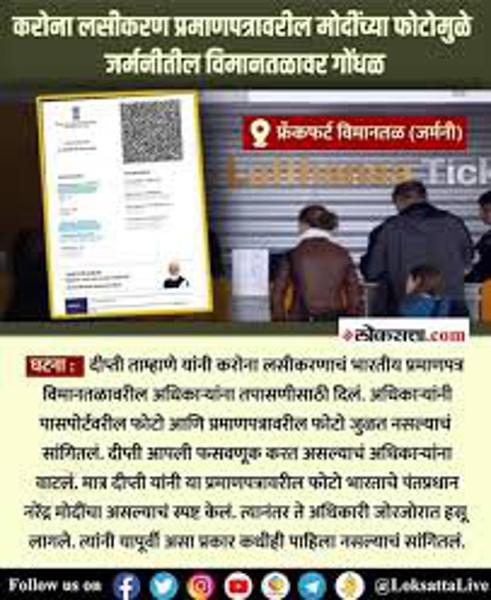 करोना लसीकरण प्रमाणपत्रावरील मोदींच्या फोटोमुळे
जर्मनीतील विमानतळावर गोंधळ
फ्रँकफर्ट विमानतळ (जर्मनी)
Lufthansa Tick
लोकसत्ता.com
घटना : दीप्ती ताम्हाणे यांनी करोना लसीकरणाचं भारतीय प्रमाणपत्र
विमानतळावरील अधिकाऱ्यांना तपासणीसाठी दिलं. अधिकाऱ्यांनी
पासपोर्टवरील फोटो आणि प्रमाणपत्रावरील फोटो जुळत नसल्याचं
सांगितलं. दीप्ती आपली फसवणूक करत असल्याचं अधिकाऱ्यांना
वाटलं. मात्र दीप्ती यांनी या प्रमाणपत्रावरील फोटो भारताचे पंतप्रधान
नरेंद्र मोदींचा असल्याचं स्पष्ट केलं. त्यानंतर ते अधिकारी जोरजोरात हसू
लागले. त्यांनी यापूर्वी असा प्रकार कधीही पाहिला नसल्याचं सांगितलं.
Follow us on @LoksattaLive